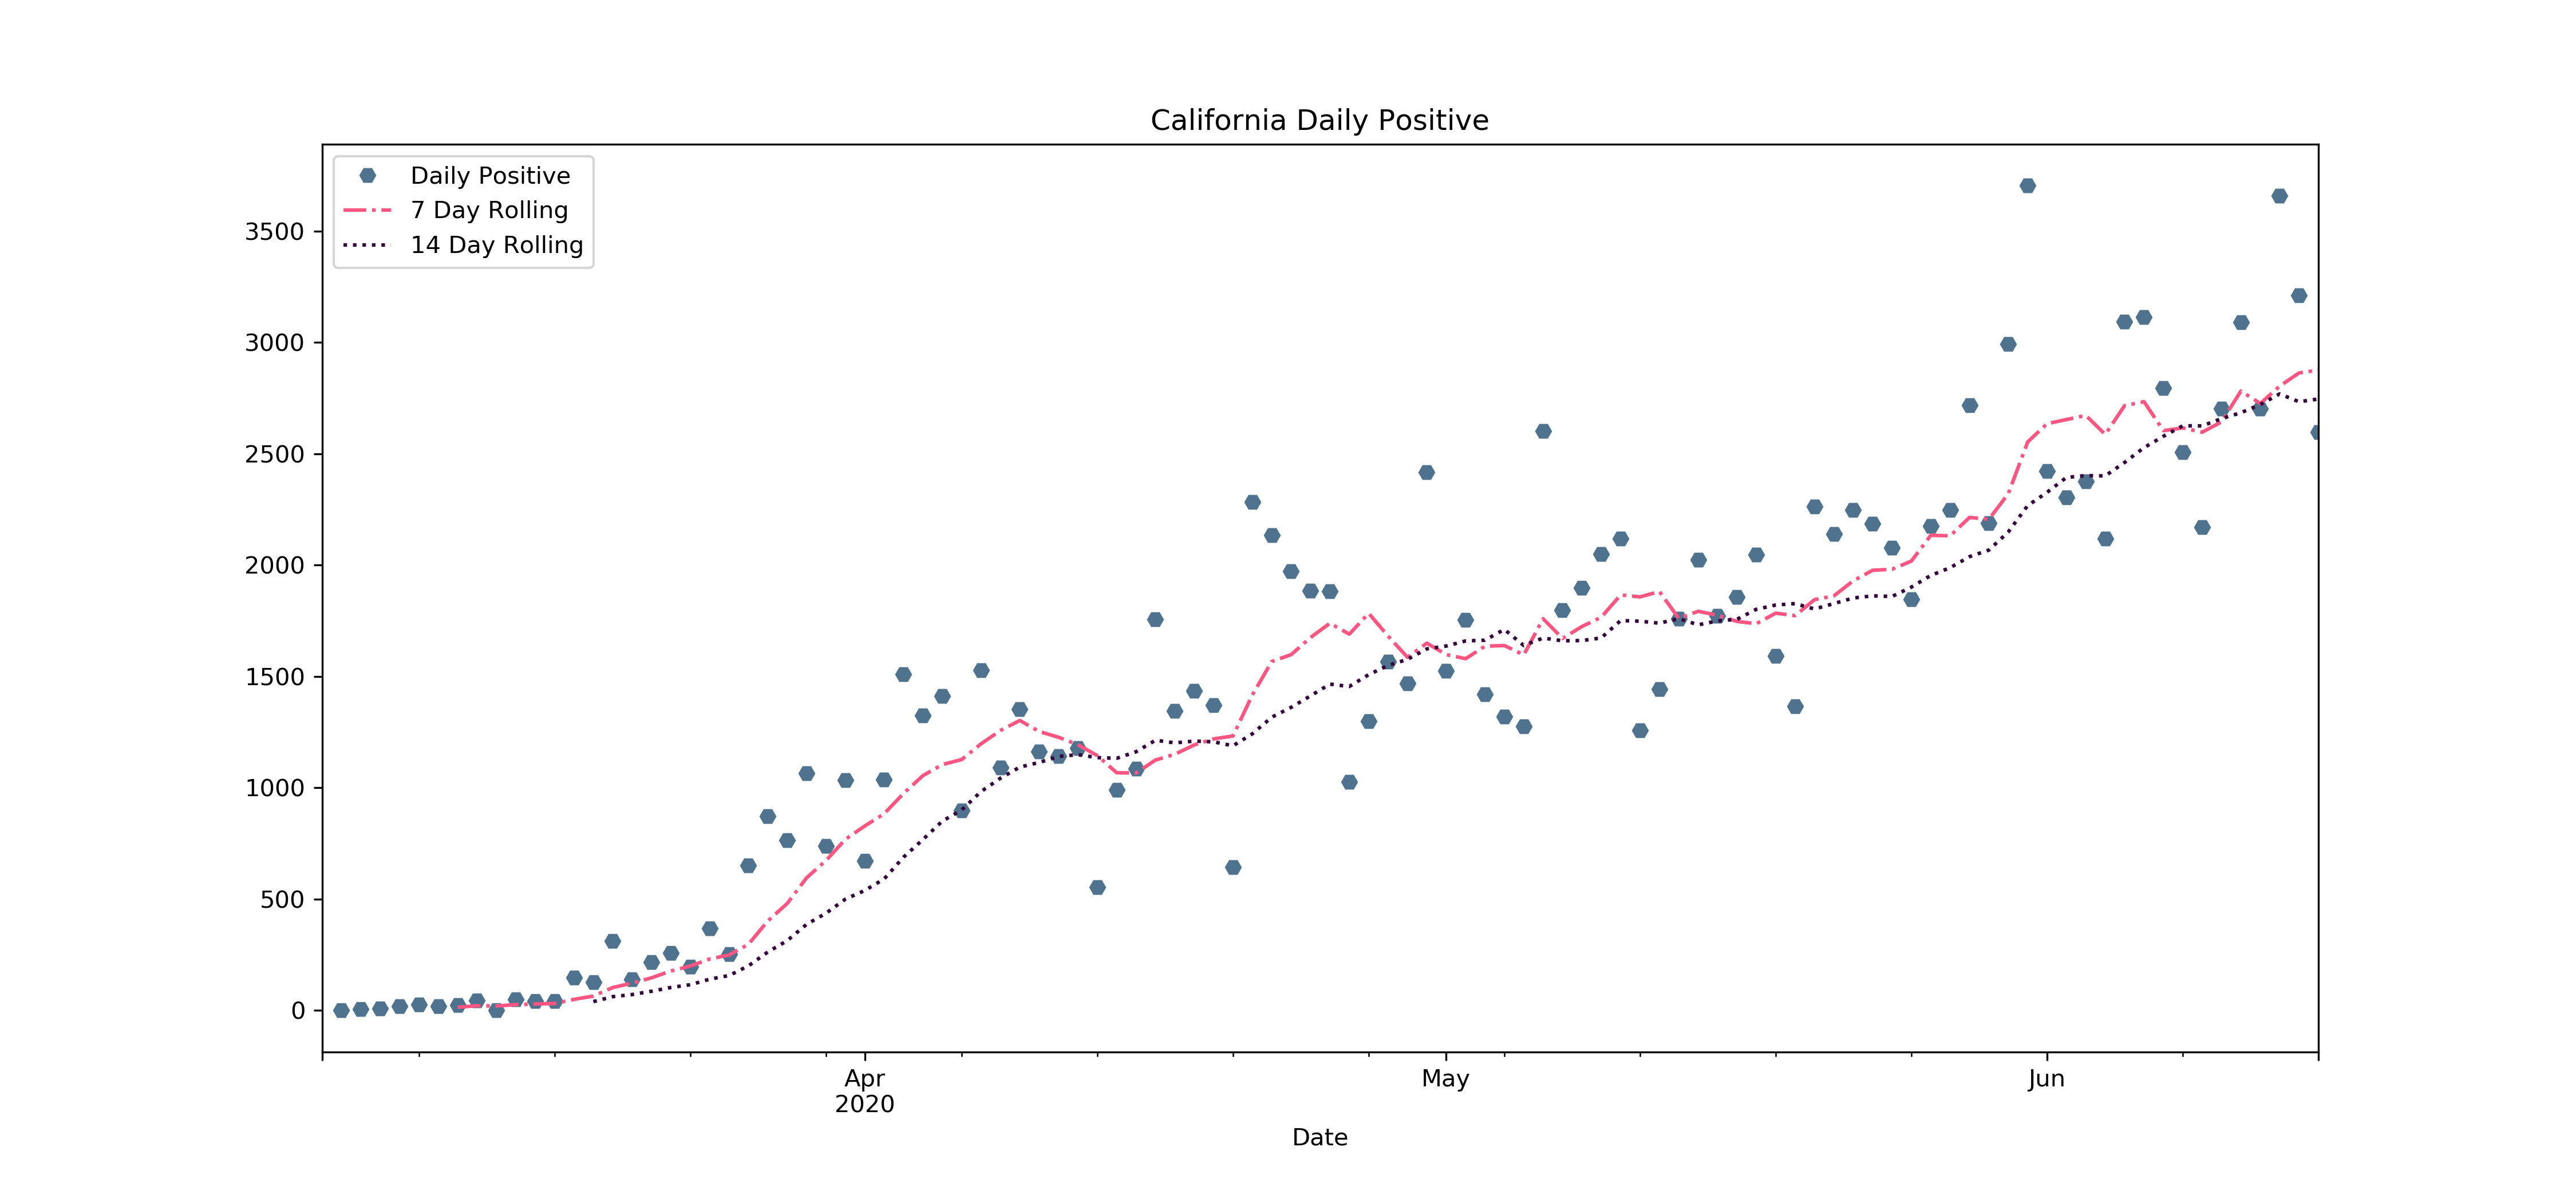 California Daily Positive
Daily Positive
7 Day Rolling
14 Day Rolling
3500
3000
2500
2000
1500
1000
500
0
Apr
2020
May
Jun
Date